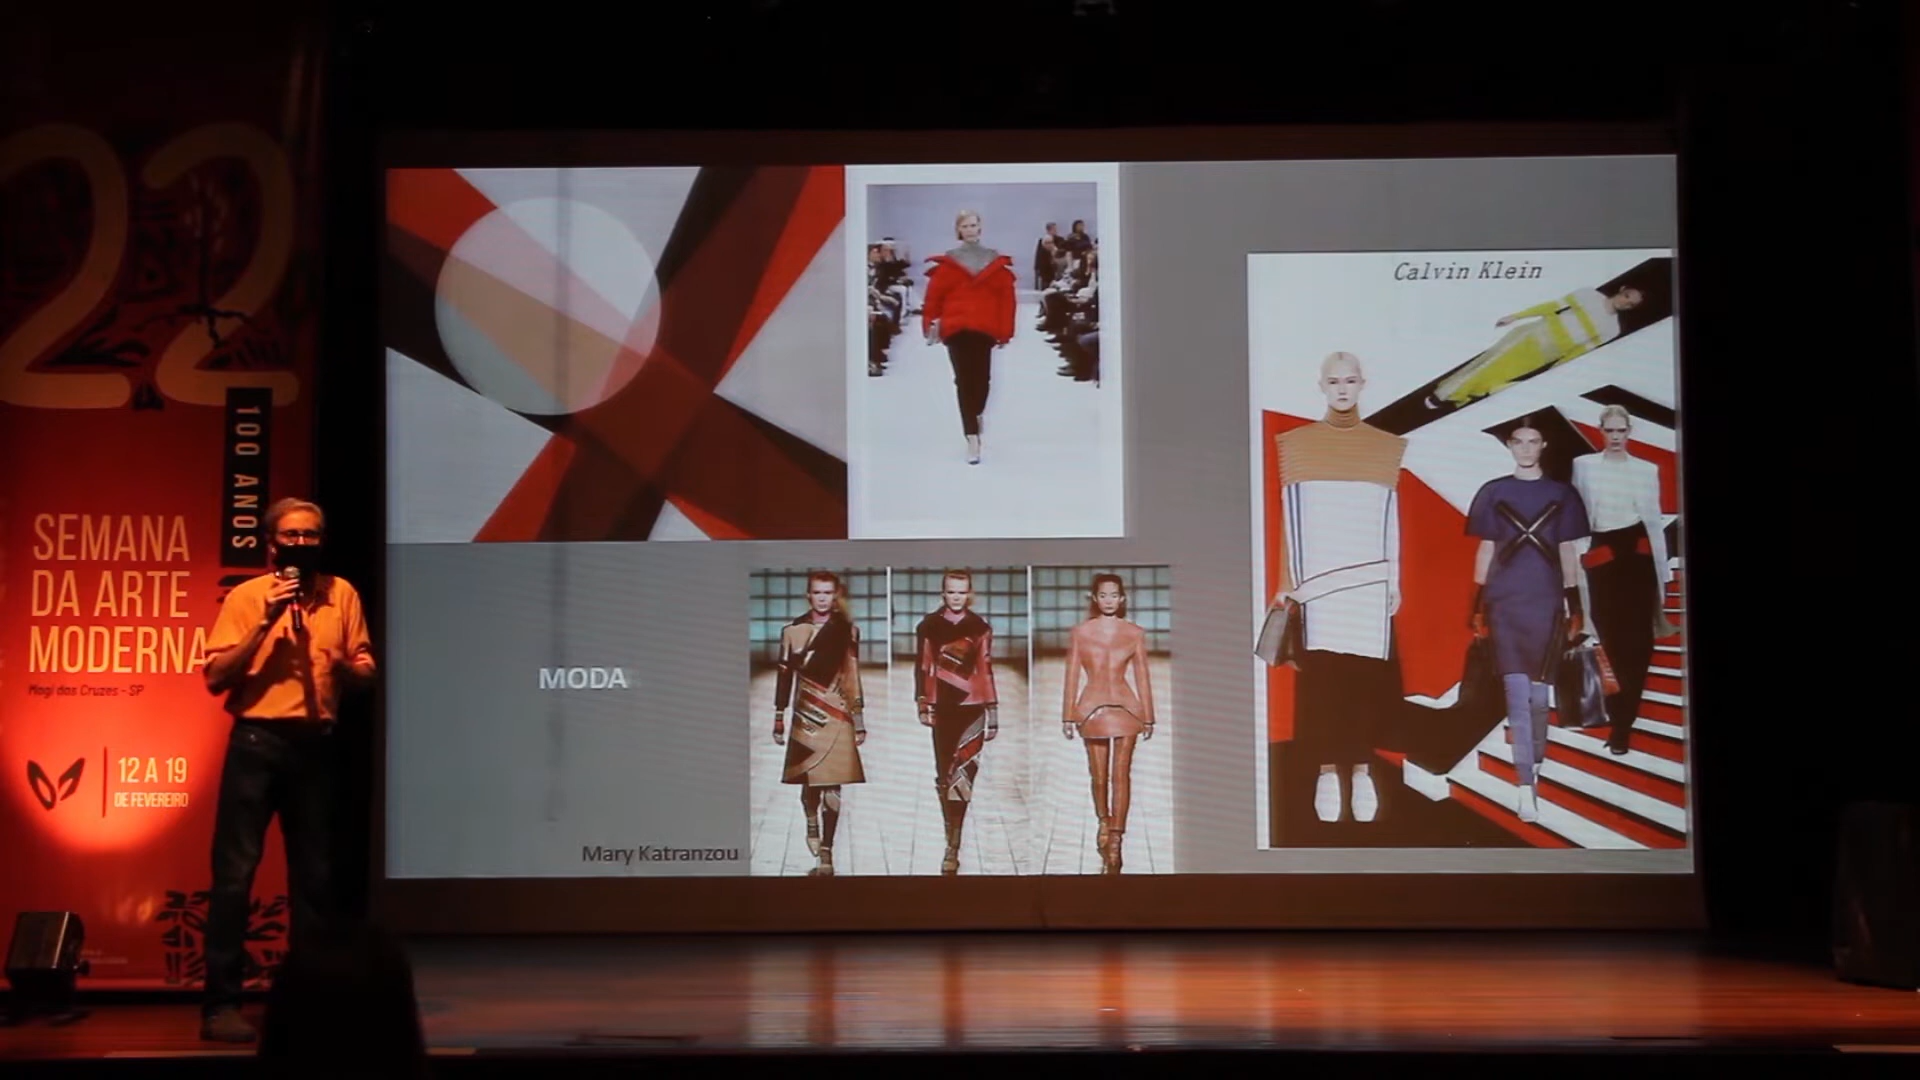 22
100 ANOS
SEMANA
DA ARTE
MODERNA
Mogi das Cruzes - SP
12 A 19
DE FEVEREIRO
Calvin Klein
MODA
Mary Katranzou